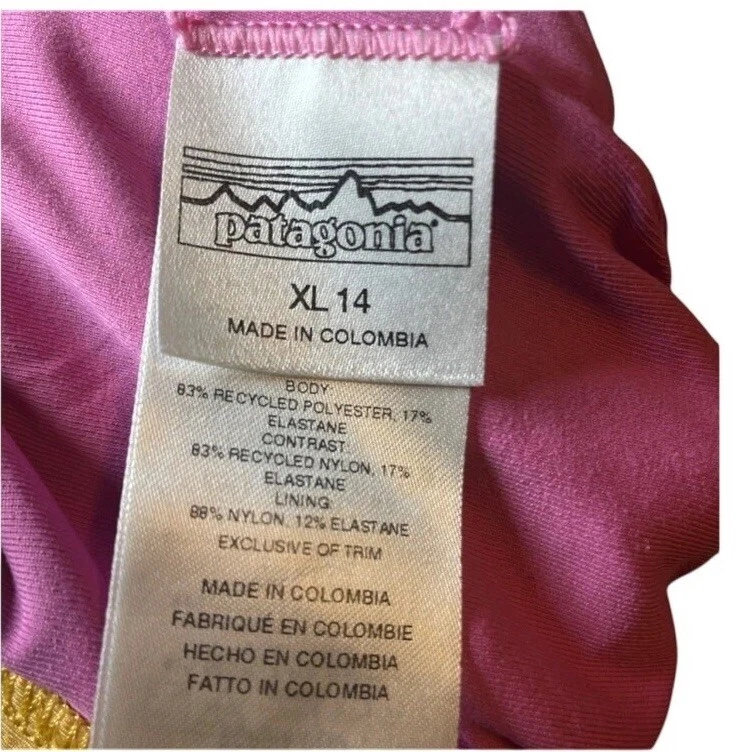 patagonia
XL 14
MADE IN COLOMBIA
BODY
83% RECYCLED POLYESTER, 17%
ELASTANE
CONTRAST
83% RECYCLED NYLON, 17%
ELASTANE
LINING
88% NYLON, 12% ELASTANE
EXCLUSIVE OF TRIM
MADE IN COLOMBIA
FABRIQUÉ EN COLOMBIE
HECHO EN COLOMBIA
FATTO IN COLOMBIA